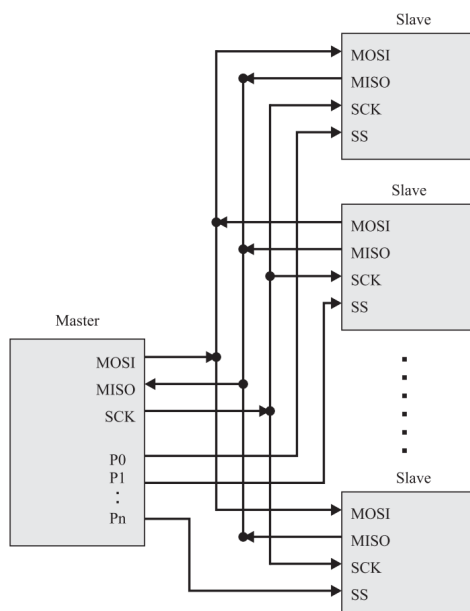 Slave
MOSI
MISO
SCK
SS
Slave
MOSI
MISO
SCK
SS
Master
MOSI
MISO
SCK
P0
P1
Pn
Slave
MOSI
MISO
SCK
SS